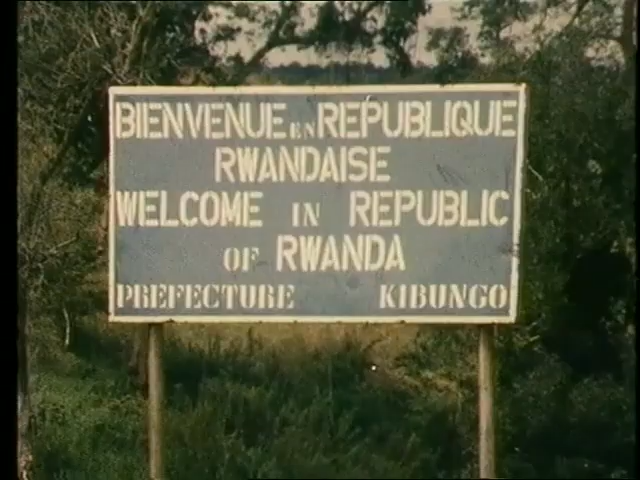 BIENVENUE EN REPUBLIQUE
RWANDAISE
WELCOME IN REPUBLIC
OF RWANDA
PREFECTURE KIBUNGO